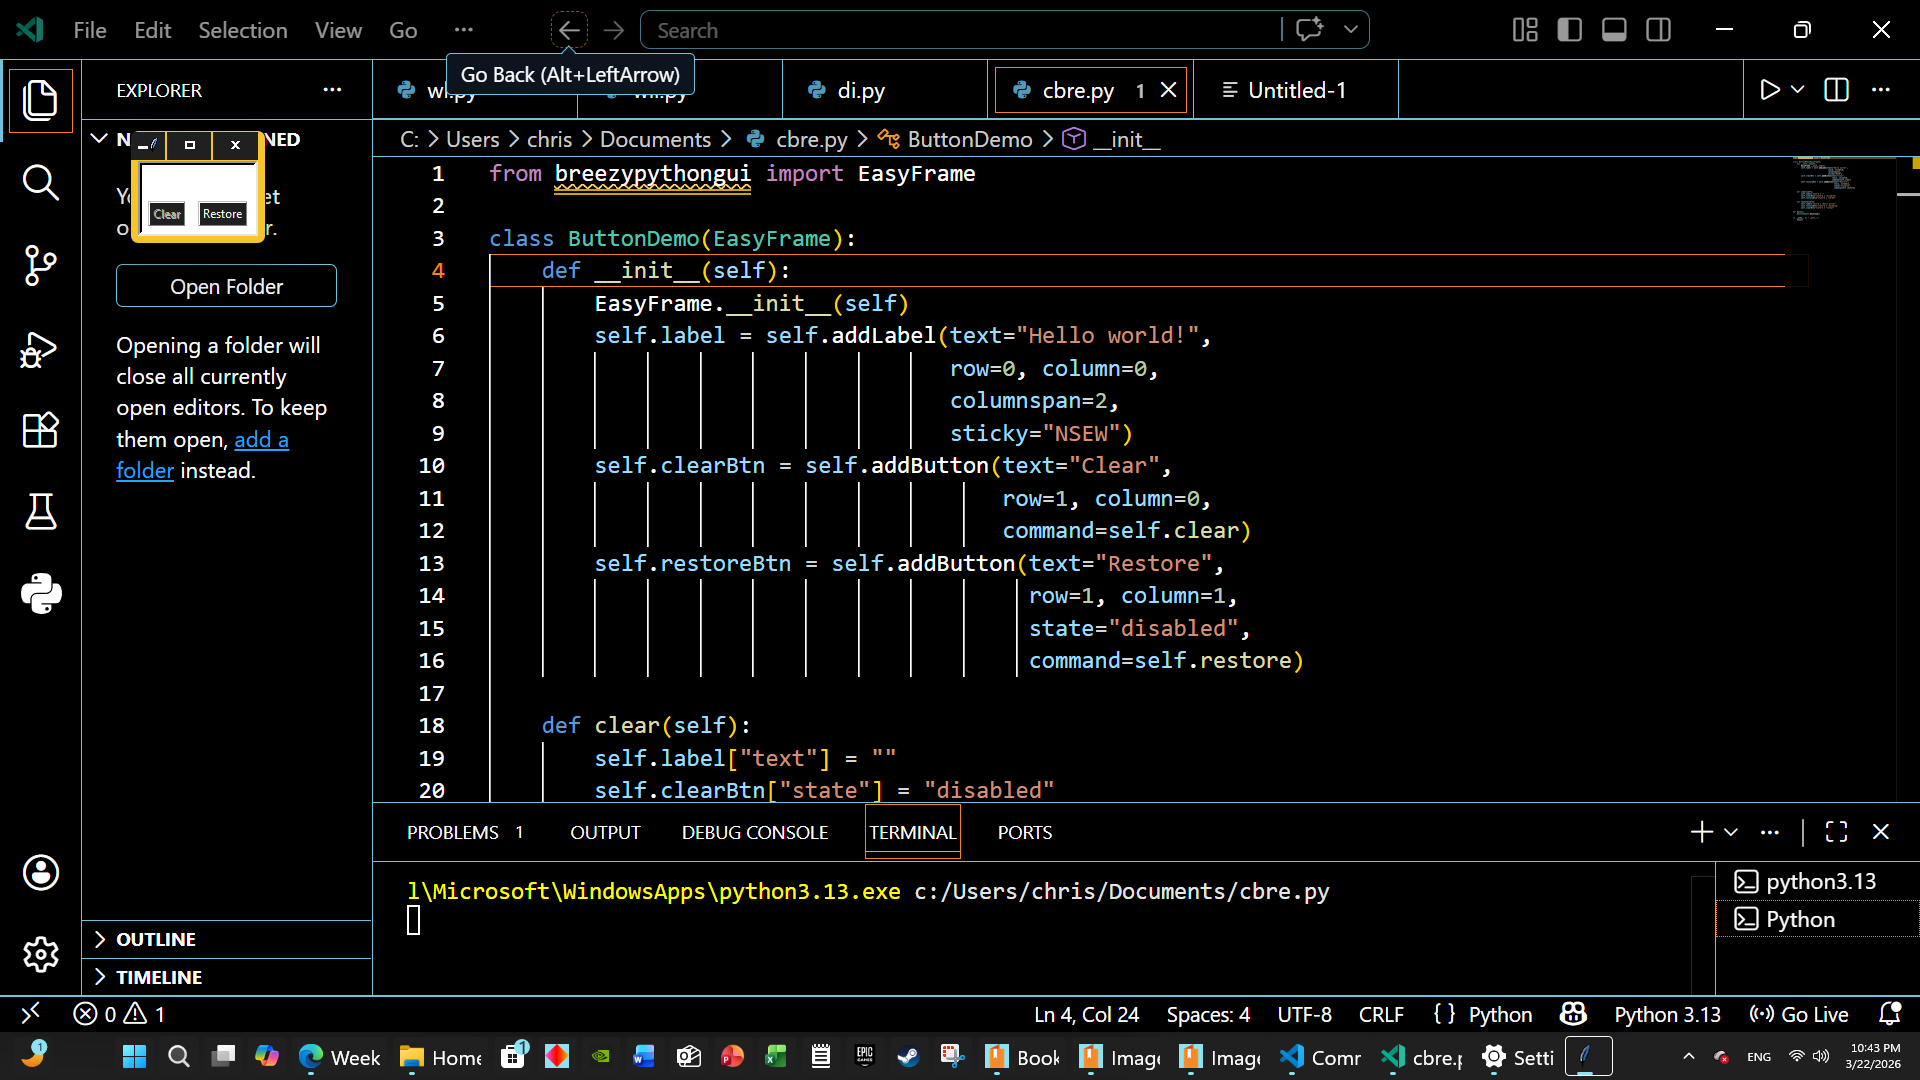 File Edit Selection View Go ··· Search
Go Back (Alt+LeftArrow)
EXPLORER ···
di.py
cbre.py 1
Untitled-1
C: > Users > chris > Documents > cbre.py > ButtonDemo > __init__
Clear Restore
Open Folder
Opening a folder will
close all currently
open editors. To keep
them open, add a
folder instead.
OUTLINE
TIMELINE
1 from breezypythongui import EasyFrame
2
3 class ButtonDemo(EasyFrame):
4 def __init__(self):
5 EasyFrame.__init__(self)
6 self.label = self.addLabel(text="Hello world!",
7 row=0, column=0,
8 columnspan=2,
9 sticky="NSEW")
10 self.clearBtn = self.addButton(text="Clear",
11 row=1, column=0,
12 command=self.clear)
13 self.restoreBtn = self.addButton(text="Restore",
14 row=1, column=1,
15 state="disabled",
16 command=self.restore)
17
18 def clear(self):
19 self.label["text"] = ""
20 self.clearBtn["state"] = "disabled"
PROBLEMS 1 OUTPUT DEBUG CONSOLE TERMINAL PORTS
l\Microsoft\WindowsApps\python3.13.exe c:/Users/chris/Documents/cbre.py
python3.13
Python
0 1 Ln 4, Col 24 Spaces: 4 UTF-8 CRLF { } Python Python 3.13 Go Live
1 Week Home 1 Book Image Image Comr cbre.p Setti ENG 10:43 PM
3/22/2026